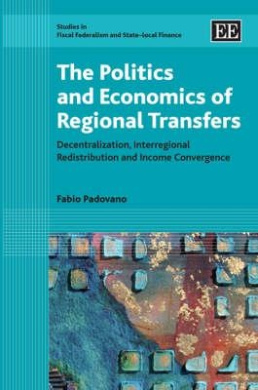 Studies in
Fiscal Federalism and State–local Finance
EE
The Politics
and Economics of
Regional Transfers
Decentralization, Interregional
Redistribution and Income Convergence
Fabio Padovano